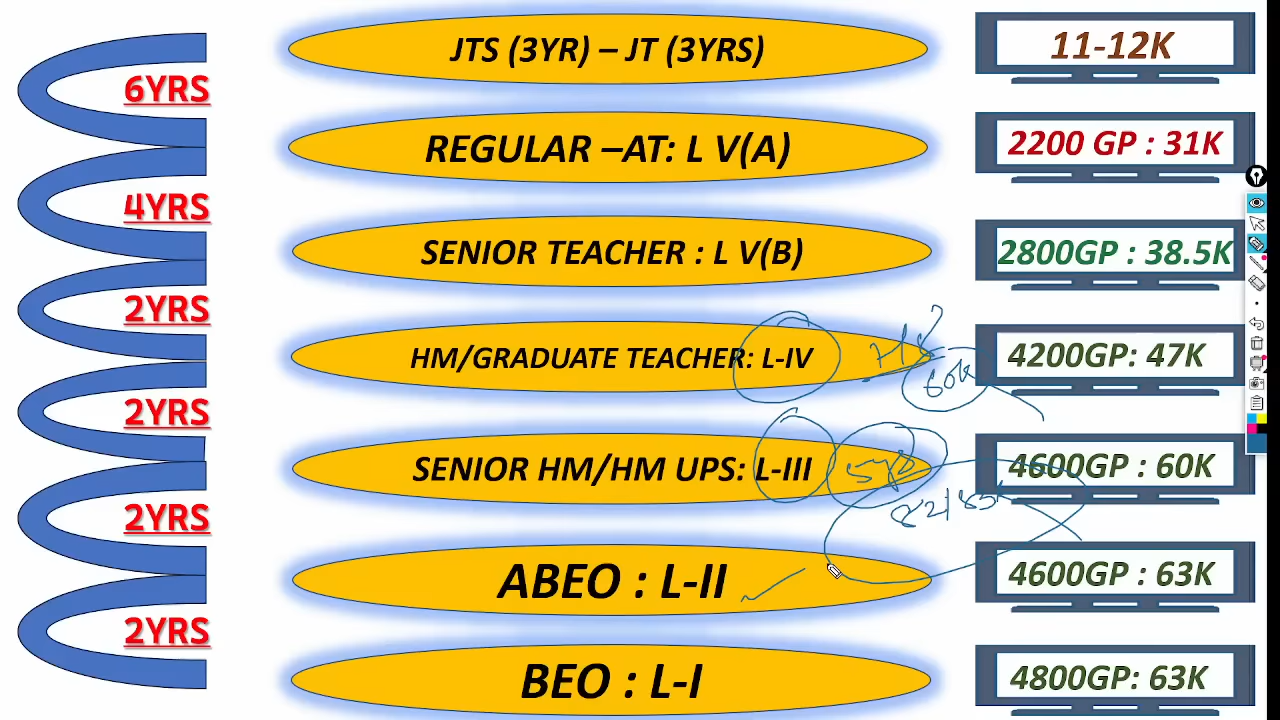 JTS (3YR) – JT (3YRS)
11-12K
6YRS
REGULAR –AT: L V(A)
2200 GP : 31K
4YRS
SENIOR TEACHER : L V(B)
2800GP : 38.5K
2YRS
HM/GRADUATE TEACHER: L-IV
60K
4200GP: 47K
2YRS
SENIOR HM/HM UPS: L-III
4600GP : 60K
2YRS
ABEO : L-II
4600GP : 63K
2YRS
BEO : L-I
4800GP: 63K